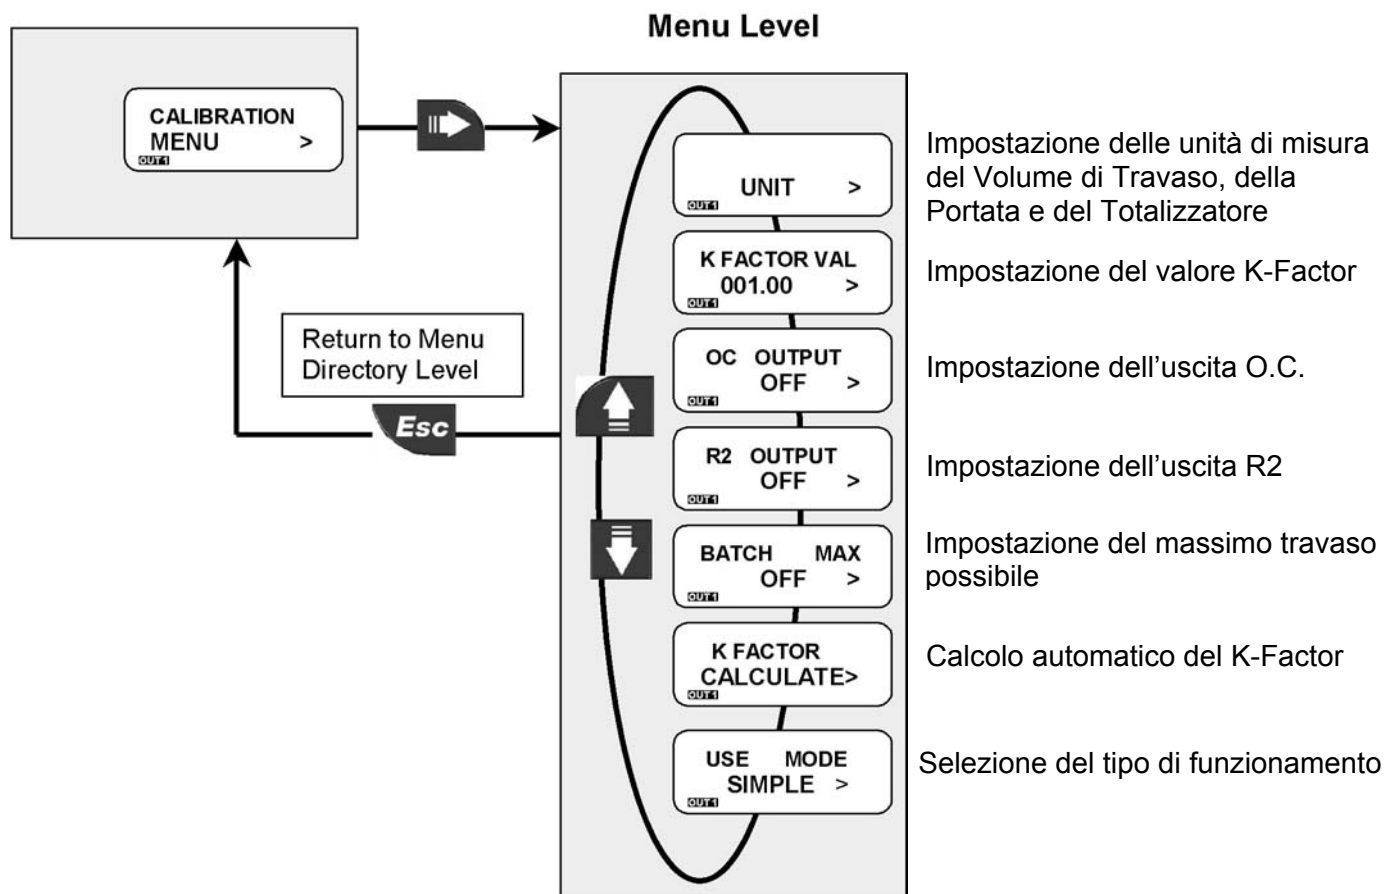 Menu Level
CALIBRATION
MENU >
OUT1
Return to Menu
Directory Level
Esc
UNIT >
OUT1
Impostazione delle unità di misura
del Volume di Travaso, della
Portata e del Totalizzatore
K FACTOR VAL
001.00 >
OUT1
Impostazione del valore K-Factor
OC OUTPUT
OFF >
OUT1
Impostazione dell’uscita O.C.
R2 OUTPUT
OFF >
OUT1
Impostazione dell’uscita R2
BATCH MAX
OFF >
OUT1
Impostazione del massimo travaso
possibile
K FACTOR
CALCULATE>
OUT1
Calcolo automatico del K-Factor
USE MODE
SIMPLE >
OUT1
Selezione del tipo di funzionamento